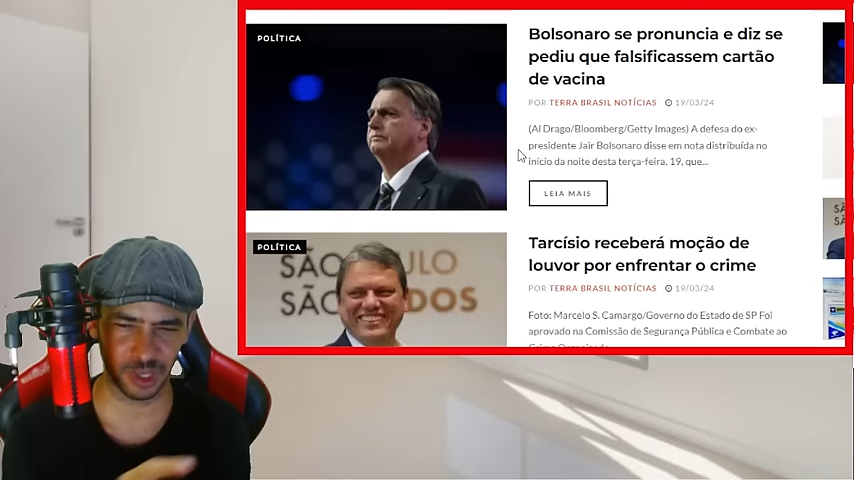 POLÍTICA
Bolsonaro se pronuncia e diz se
pediu que falsificassem cartão
de vacina
POR TERRA BRASIL NOTÍCIAS 19/03/24
(Al Drago/Bloomberg/Getty Images) A defesa do ex-
presidente Jair Bolsonaro disse em nota distribuída no
início da noite desta terça-feira, 19, que...
LEIA MAIS
POLÍTICA
SÃO PAULO
SÃO
DOS
Tarcísio receberá moção de
louvor por enfrentar o crime
POR TERRA BRASIL NOTÍCIAS 19/03/24
Foto: Marcelo S. Camargo/Governo do Estado de SP Foi
aprovado na Comissão de Segurança Pública e Combate ao